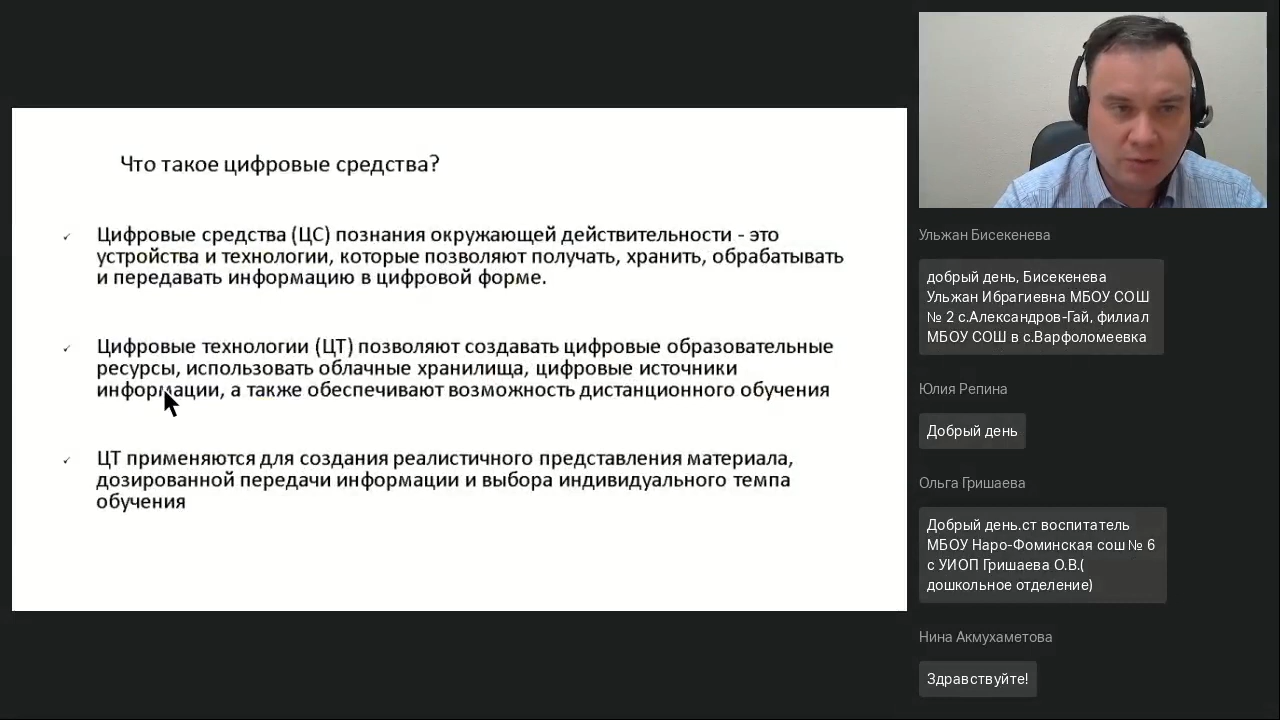 Что такое цифровые средства?
✓ Цифровые средства (ЦС) познания окружающей действительности - это
устройства и технологии, которые позволяют получать, хранить, обрабатывать
и передавать информацию в цифровой форме.
✓ Цифровые технологии (ЦТ) позволяют создавать цифровые образовательные
ресурсы, использовать облачные хранилища, цифровые источники
информации, а также обеспечивают возможность дистанционного обучения
✓ ЦТ применяются для создания реалистичного представления материала,
дозированной передачи информации и выбора индивидуального темпа
обучения
Ульжан Бисекенева
добрый день, Бисекенева
Ульжан Ибрагиевна МБОУ СОШ
№ 2 с.Александров-Гай, филиал
МБОУ СОШ в с.Варфоломеевка
Юлия Репина
Добрый день
Ольга Гришаева
Добрый день.ст воспитатель
МБОУ Наро-Фоминская сош № 6
с УИОП Гришаева О.В.(
дошкольное отделение)
Нина Акмухаметова
Здравствуйте!